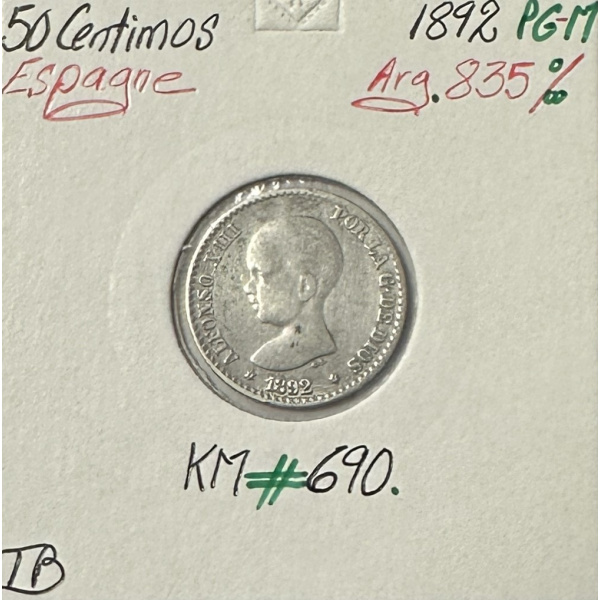 50 Centimos 1892 PG-M
Espagne Arg. 835 ‰
ALFONSO XIII POR LA G. DE DIOS
* 1892 *
KM #690.
TB